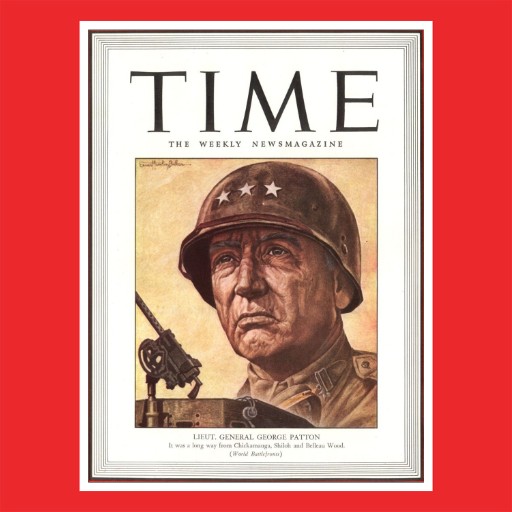 TIME
THE WEEKLY NEWSMAGAZINE
LIEUT. GENERAL GEORGE PATTON
It was a long way from Chickamauga, Shiloh and Belleau Wood.
(World Battlefronts)